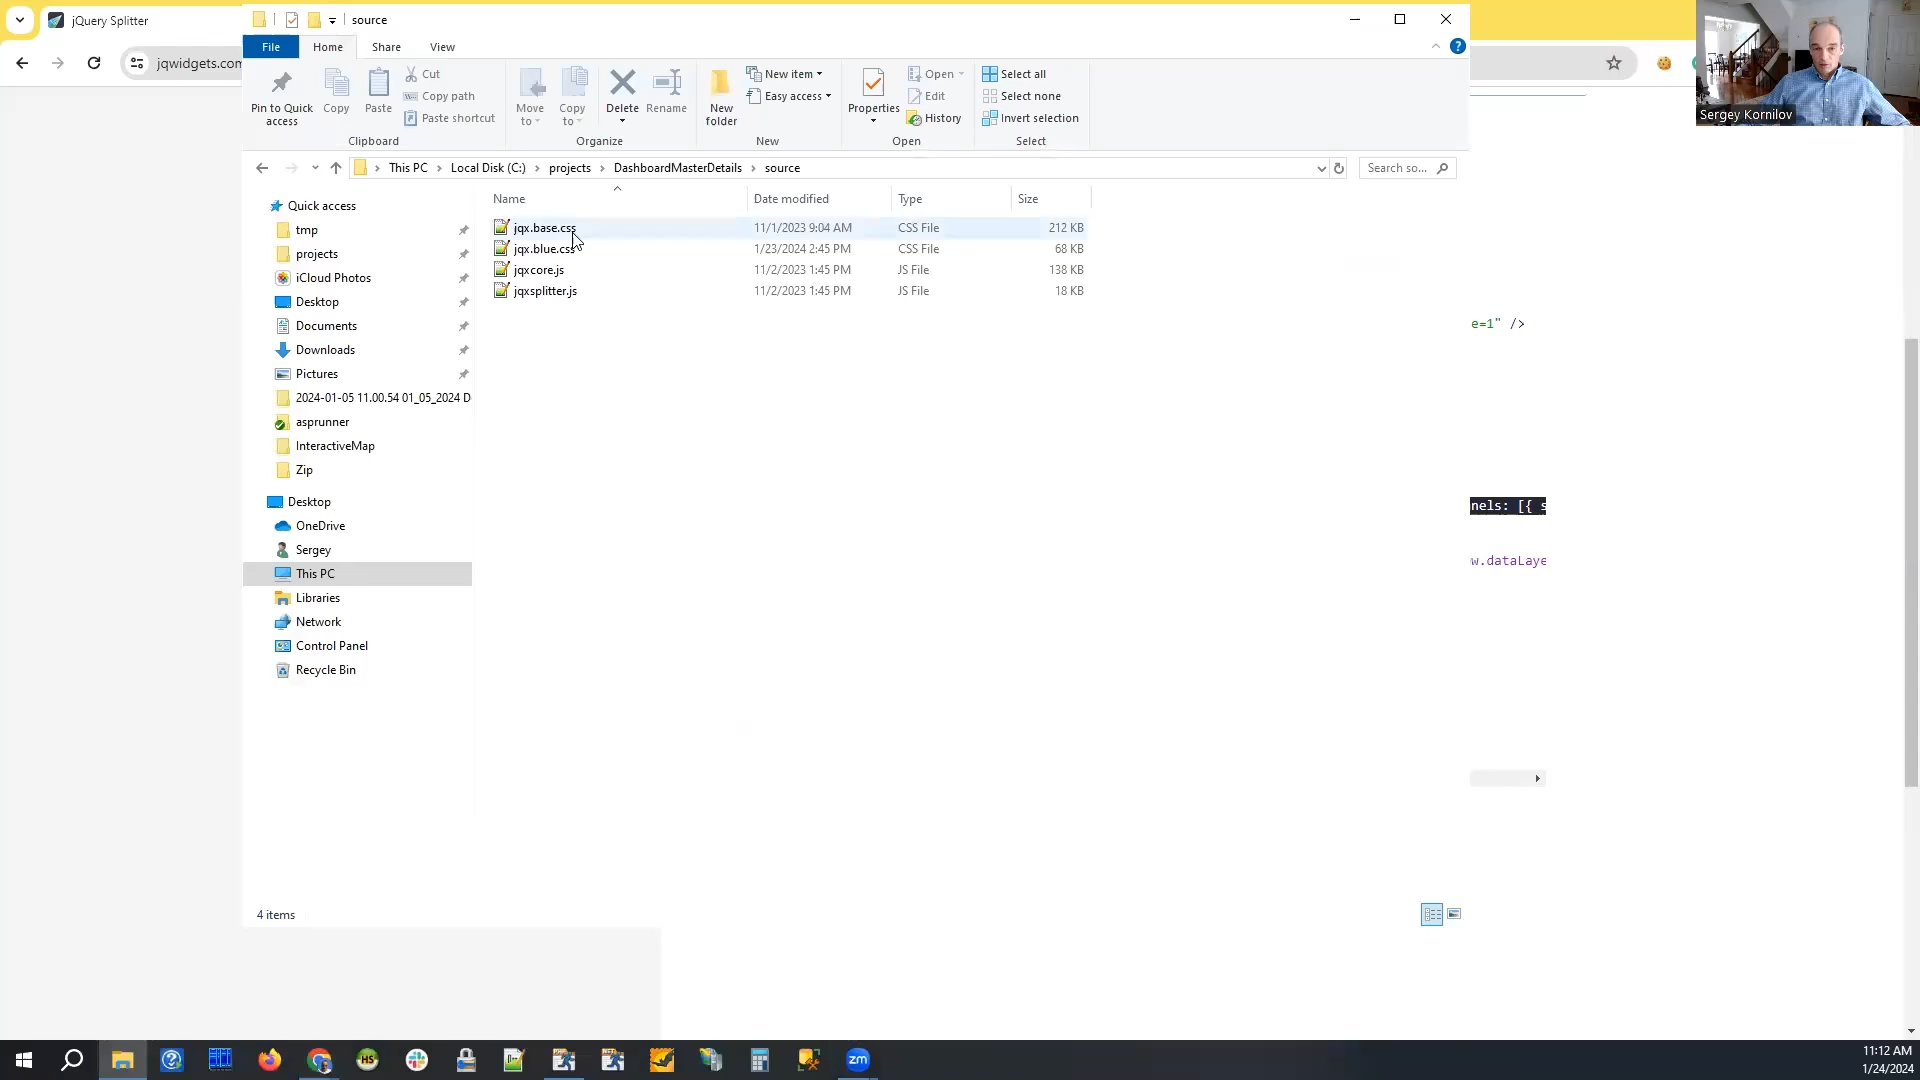 jQuery Splitter
source
jqwidgets.com
File
Home
Share
View
Pin to Quick access
Copy
Paste
Cut
Copy path
Paste shortcut
Clipboard
Move to
Copy to
Delete
Rename
Organize
New folder
New item
Easy access
New
Properties
Open
Edit
History
Open
Select all
Select none
Invert selection
Select
Sergey Kornilov
This PC
Local Disk (C:)
projects
DashboardMasterDetails
source
Search so...
Name
Date modified
Type
Size
jqx.base.css 11/1/2023 9:04 AM CSS File 212 KB
jqx.blue.css 1/23/2024 2:45 PM CSS File 68 KB
jqxcore.js 11/2/2023 1:45 PM JS File 138 KB
jqxsplitter.js 11/2/2023 1:45 PM JS File 18 KB
Quick access
tmp
projects
iCloud Photos
Desktop
Documents
Downloads
Pictures
2024-01-05 11.00.54 01_05_2024 D
asprunner
InteractiveMap
Zip
Desktop
OneDrive
Sergey
This PC
Libraries
Network
Control Panel
Recycle Bin
e=1" />
nels: [{ s
w.dataLaye
4 items
HS
zm
11:12 AM
1/24/2024